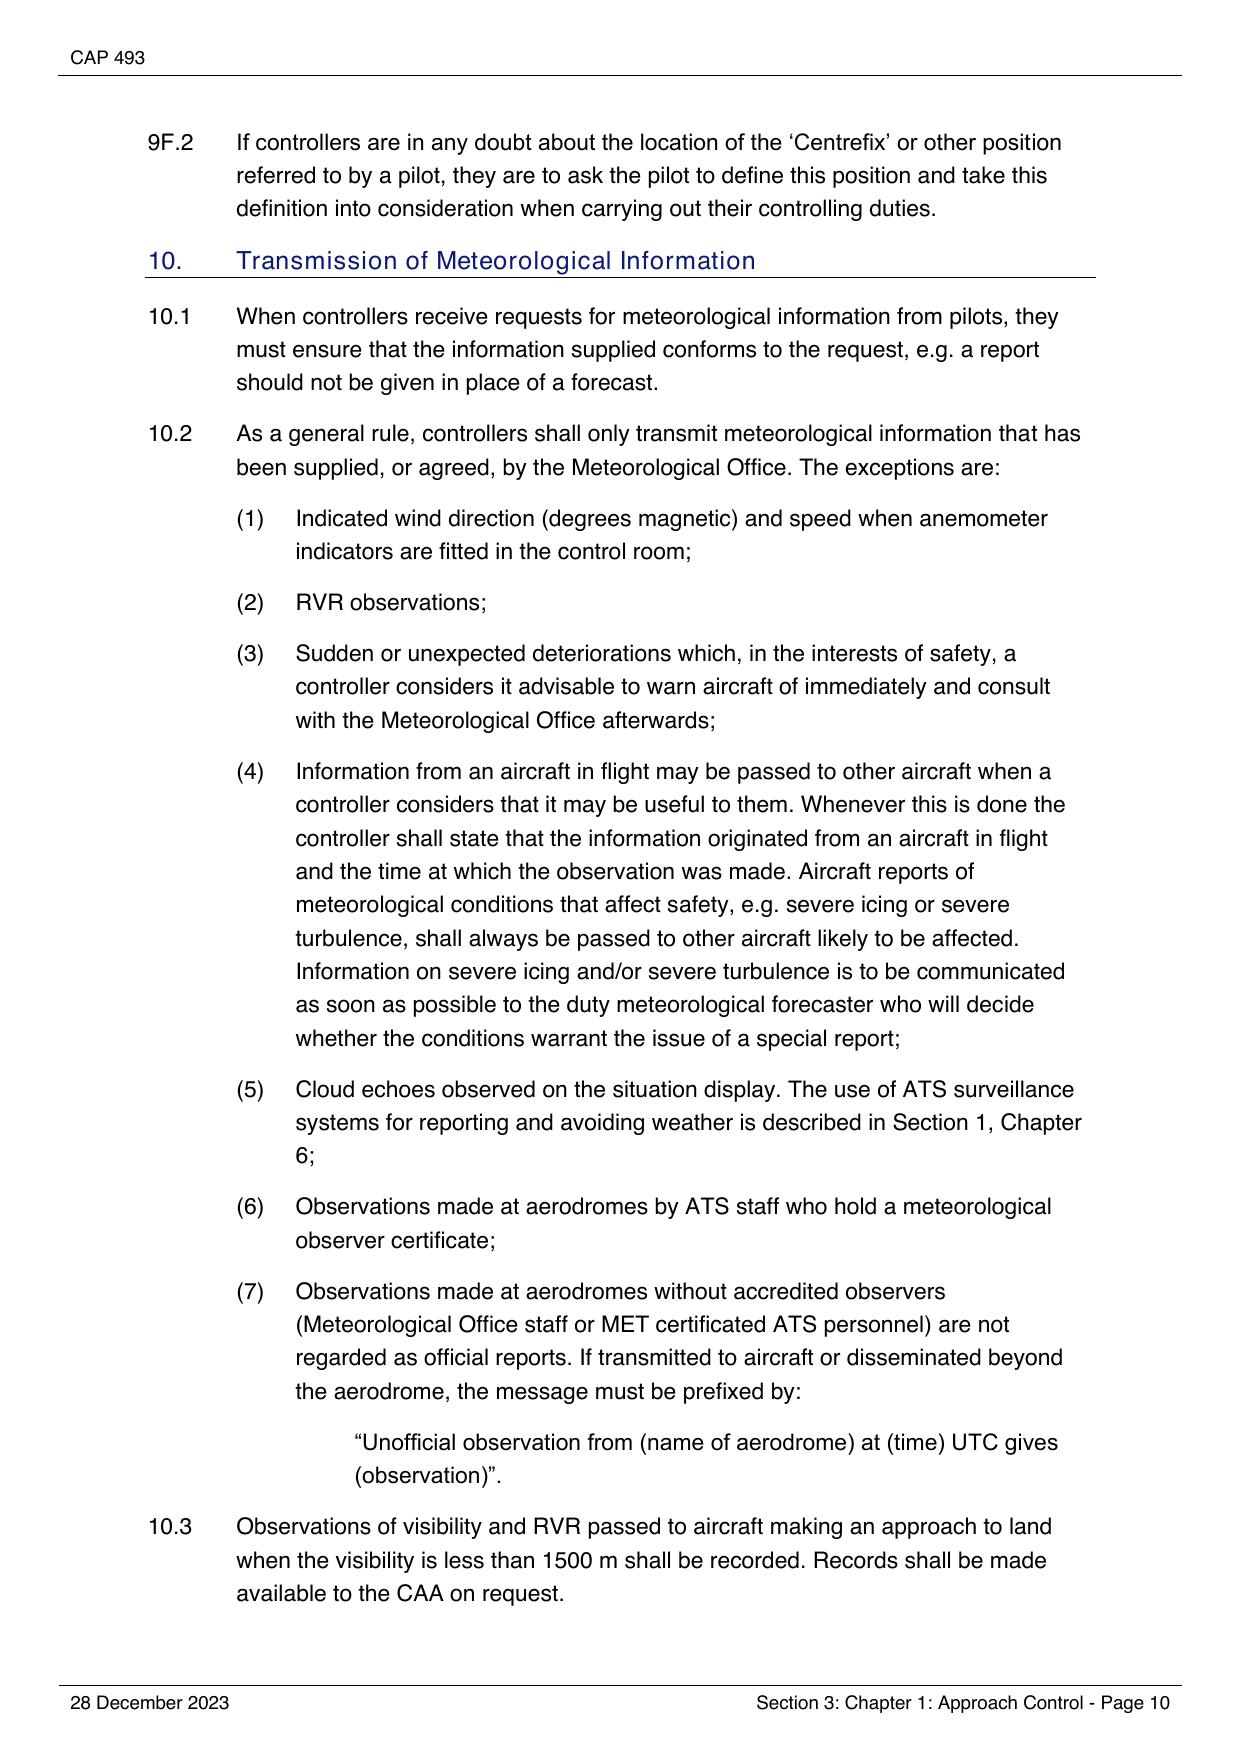 CAP 493
9F.2 If controllers are in any doubt about the location of the ‘Centrefix’ or other position
referred to by a pilot, they are to ask the pilot to define this position and take this
definition into consideration when carrying out their controlling duties.
10. Transmission of Meteorological Information
10.1 When controllers receive requests for meteorological information from pilots, they
must ensure that the information supplied conforms to the request, e.g. a report
should not be given in place of a forecast.
10.2 As a general rule, controllers shall only transmit meteorological information that has
been supplied, or agreed, by the Meteorological Office. The exceptions are:
(1) Indicated wind direction (degrees magnetic) and speed when anemometer
indicators are fitted in the control room;
(2) RVR observations;
(3) Sudden or unexpected deteriorations which, in the interests of safety, a
controller considers it advisable to warn aircraft of immediately and consult
with the Meteorological Office afterwards;
(4) Information from an aircraft in flight may be passed to other aircraft when a
controller considers that it may be useful to them. Whenever this is done the
controller shall state that the information originated from an aircraft in flight
and the time at which the observation was made. Aircraft reports of
meteorological conditions that affect safety, e.g. severe icing or severe
turbulence, shall always be passed to other aircraft likely to be affected.
Information on severe icing and/or severe turbulence is to be communicated
as soon as possible to the duty meteorological forecaster who will decide
whether the conditions warrant the issue of a special report;
(5) Cloud echoes observed on the situation display. The use of ATS surveillance
systems for reporting and avoiding weather is described in Section 1, Chapter
6;
(6) Observations made at aerodromes by ATS staff who hold a meteorological
observer certificate;
(7) Observations made at aerodromes without accredited observers
(Meteorological Office staff or MET certificated ATS personnel) are not
regarded as official reports. If transmitted to aircraft or disseminated beyond
the aerodrome, the message must be prefixed by:
“Unofficial observation from (name of aerodrome) at (time) UTC gives
(observation)”.
10.3 Observations of visibility and RVR passed to aircraft making an approach to land
when the visibility is less than 1500 m shall be recorded. Records shall be made
available to the CAA on request.
28 December 2023 Section 3: Chapter 1: Approach Control - Page 10